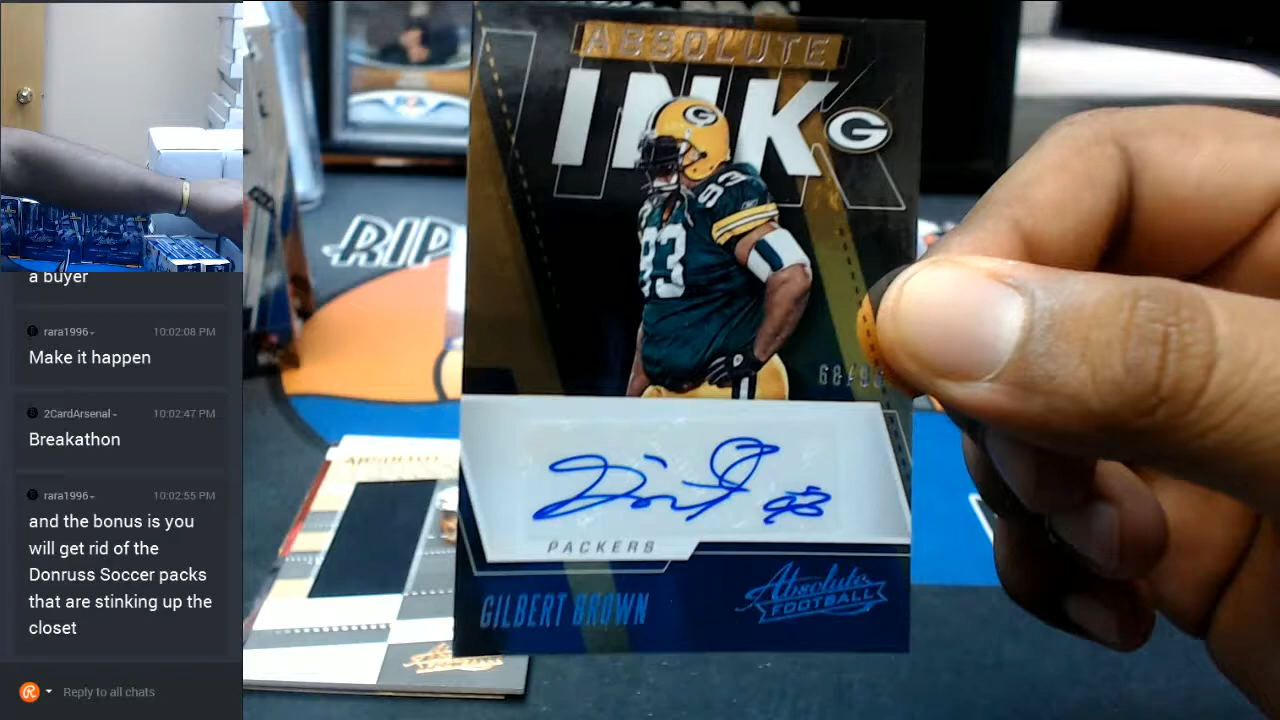 a buyer
rara1996
10:02:08 PM
Make it happen
2CardArsenal
10:02:47 PM
Breakathon
rara1996
10:02:55 PM
and the bonus is you
will get rid of the
Donruss Soccer packs
that are stinking up the
closet
Reply to all chats
RIP
ABSOLUTE
INK
G
G
93
93
PACKERS
GILBERT BROWN
Absolute
FOOTBALL